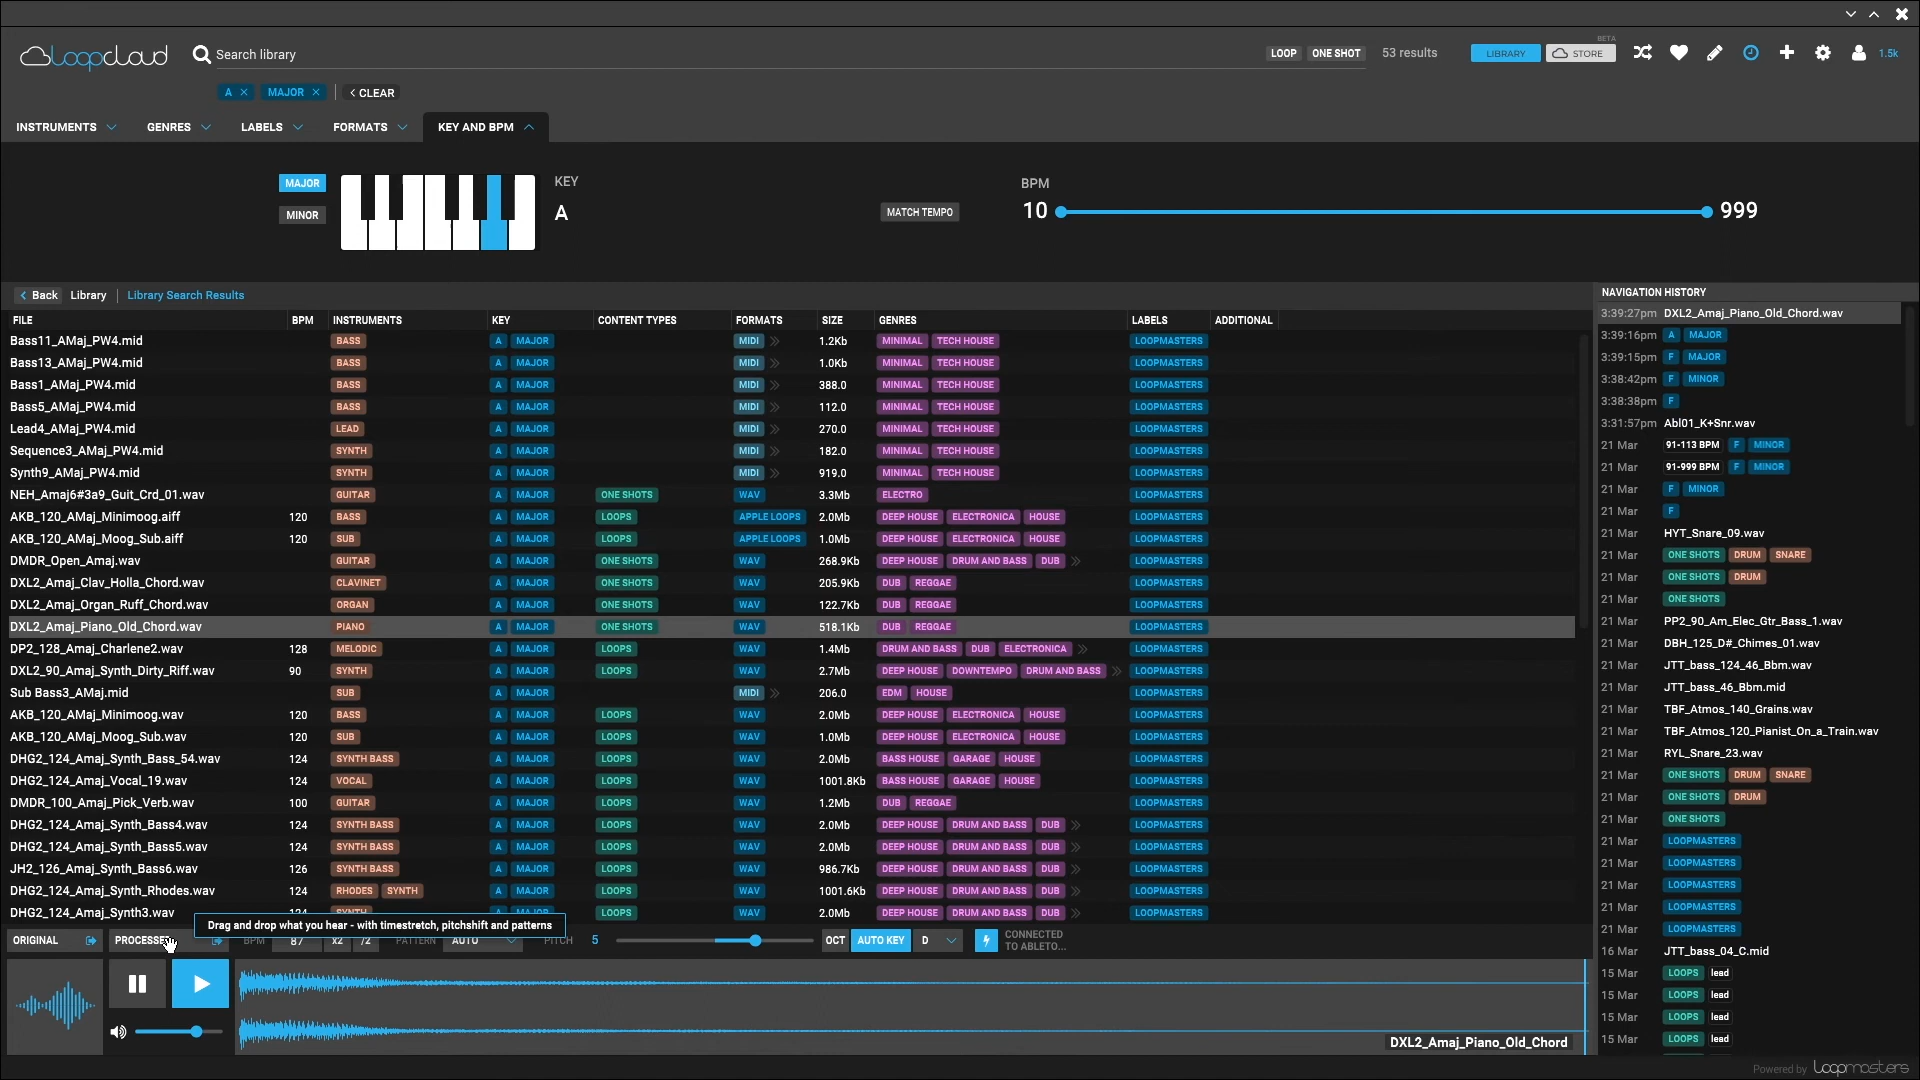 loopcloud
Search library
LOOP ONE SHOT 53 results
BETA
LIBRARY STORE
1.5k
A MAJOR CLEAR
INSTRUMENTS GENRES LABELS FORMATS KEY AND BPM
MAJOR
MINOR
KEY
A
MATCH TEMPO
BPM
10 999
Back Library Library Search Results
FILE BPM INSTRUMENTS KEY CONTENT TYPES FORMATS SIZE GENRES LABELS ADDITIONAL
Bass11_AMaj_PW4.mid BASS A MAJOR MIDI 1.2Kb MINIMAL TECH HOUSE LOOPMASTERS
Bass13_AMaj_PW4.mid BASS A MAJOR MIDI 1.0Kb MINIMAL TECH HOUSE LOOPMASTERS
Bass1_AMaj_PW4.mid BASS A MAJOR MIDI 388.0 MINIMAL TECH HOUSE LOOPMASTERS
Bass5_AMaj_PW4.mid BASS A MAJOR MIDI 112.0 MINIMAL TECH HOUSE LOOPMASTERS
Lead4_AMaj_PW4.mid LEAD A MAJOR MIDI 270.0 MINIMAL TECH HOUSE LOOPMASTERS
Sequence3_AMaj_PW4.mid SYNTH A MAJOR MIDI 182.0 MINIMAL TECH HOUSE LOOPMASTERS
Synth9_AMaj_PW4.mid SYNTH A MAJOR MIDI 919.0 MINIMAL TECH HOUSE LOOPMASTERS
NEH_Amaj6#3a9_Guit_Crd_01.wav GUITAR A MAJOR ONE SHOTS WAV 3.3Mb ELECTRO LOOPMASTERS
AKB_120_AMaj_Minimoog.aiff 120 BASS A MAJOR LOOPS APPLE LOOPS 2.0Mb DEEP HOUSE ELECTRONICA HOUSE LOOPMASTERS
AKB_120_AMaj_Moog_Sub.aiff 120 SUB A MAJOR LOOPS APPLE LOOPS 1.0Mb DEEP HOUSE ELECTRONICA HOUSE LOOPMASTERS
DMDR_Open_Amaj.wav GUITAR A MAJOR ONE SHOTS WAV 268.9Kb DEEP HOUSE DRUM AND BASS DUB LOOPMASTERS
DXL2_Amaj_Clav_Holla_Chord.wav CLAVINET A MAJOR ONE SHOTS WAV 205.9Kb DUB REGGAE LOOPMASTERS
DXL2_Amaj_Organ_Ruff_Chord.wav ORGAN A MAJOR ONE SHOTS WAV 122.7Kb DUB REGGAE LOOPMASTERS
DXL2_Amaj_Piano_Old_Chord.wav PIANO A MAJOR ONE SHOTS WAV 518.1Kb DUB REGGAE LOOPMASTERS
DP2_128_Amaj_Charlene2.wav 128 MELODIC A MAJOR LOOPS WAV 1.4Mb DRUM AND BASS DUB ELECTRONICA LOOPMASTERS
DXL2_90_Amaj_Synth_Dirty_Riff.wav 90 SYNTH A MAJOR LOOPS WAV 2.7Mb DEEP HOUSE DOWNTEMPO DRUM AND BASS LOOPMASTERS
Sub Bass3_AMaj.mid SUB A MAJOR MIDI 206.0 EDM HOUSE LOOPMASTERS
AKB_120_AMaj_Minimoog.wav 120 BASS A MAJOR LOOPS WAV 2.0Mb DEEP HOUSE ELECTRONICA HOUSE LOOPMASTERS
AKB_120_AMaj_Moog_Sub.wav 120 SUB A MAJOR LOOPS WAV 1.0Mb DEEP HOUSE ELECTRONICA HOUSE LOOPMASTERS
DHG2_124_Amaj_Synth_Bass_54.wav 124 SYNTH BASS A MAJOR LOOPS WAV 2.0Mb BASS HOUSE GARAGE HOUSE LOOPMASTERS
DHG2_124_Amaj_Vocal_19.wav 124 VOCAL A MAJOR LOOPS WAV 1001.8Kb BASS HOUSE GARAGE HOUSE LOOPMASTERS
DMDR_100_Amaj_Pick_Verb.wav 100 GUITAR A MAJOR LOOPS WAV 1.2Mb DUB REGGAE LOOPMASTERS
DHG2_124_Amaj_Synth_Bass4.wav 124 SYNTH BASS A MAJOR LOOPS WAV 2.0Mb DEEP HOUSE DRUM AND BASS DUB LOOPMASTERS
DHG2_124_Amaj_Synth_Bass5.wav 124 SYNTH BASS A MAJOR LOOPS WAV 2.0Mb DEEP HOUSE DRUM AND BASS DUB LOOPMASTERS
JH2_126_Amaj_Synth_Bass6.wav 126 SYNTH BASS A MAJOR LOOPS WAV 986.7Kb DEEP HOUSE DRUM AND BASS DUB LOOPMASTERS
DHG2_124_Amaj_Synth_Rhodes.wav 124 RHODES SYNTH A MAJOR LOOPS WAV 1001.6Kb DEEP HOUSE DRUM AND BASS DUB LOOPMASTERS
DHG2_124_Amaj_Synth3.wav 124 SYNTH A MAJOR LOOPS WAV 2.0Mb DEEP HOUSE DRUM AND BASS DUB LOOPMASTERS
Drag and drop what you hear - with timestretch, pitchshift and patterns
ORIGINAL PROCESSED BPM 87 x2 /2 PATTERN AUTO PITCH 5 OCT AUTO KEY D
CONNECTED
TO ABLETO...
DXL2_Amaj_Piano_Old_Chord
NAVIGATION HISTORY
3:39:27pm DXL2_Amaj_Piano_Old_Chord.wav
3:39:16pm A MAJOR
3:39:15pm F MAJOR
3:38:42pm F MINOR
3:38:38pm F
3:31:57pm Abl01_K+Snr.wav
21 Mar 91-113 BPM F MINOR
21 Mar 91-999 BPM F MINOR
21 Mar F MINOR
21 Mar F
21 Mar HYT_Snare_09.wav
21 Mar ONE SHOTS DRUM SNARE
21 Mar ONE SHOTS DRUM
21 Mar ONE SHOTS
21 Mar PP2_90_Am_Elec_Gtr_Bass_1.wav
21 Mar DBH_125_D#_Chimes_01.wav
21 Mar JTT_bass_124_46_Bbm.wav
21 Mar JTT_bass_46_Bbm.mid
21 Mar TBF_Atmos_140_Grains.wav
21 Mar TBF_Atmos_120_Pianist_On_a_Train.wav
21 Mar RYL_Snare_23.wav
21 Mar ONE SHOTS DRUM SNARE
21 Mar ONE SHOTS DRUM
21 Mar ONE SHOTS
21 Mar LOOPMASTERS
21 Mar LOOPMASTERS
21 Mar LOOPMASTERS
21 Mar LOOPMASTERS
21 Mar LOOPMASTERS
16 Mar JTT_bass_04_C.mid
15 Mar LOOPS lead
15 Mar LOOPS lead
15 Mar LOOPS lead
15 Mar LOOPS lead
Powered by Loopmasters